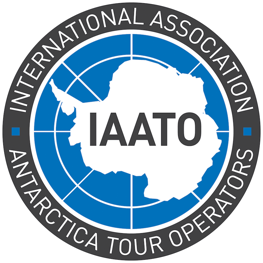 INTERNATIONAL ASSOCIATION
IAATO
ANTARCTICA TOUR OPERATORS